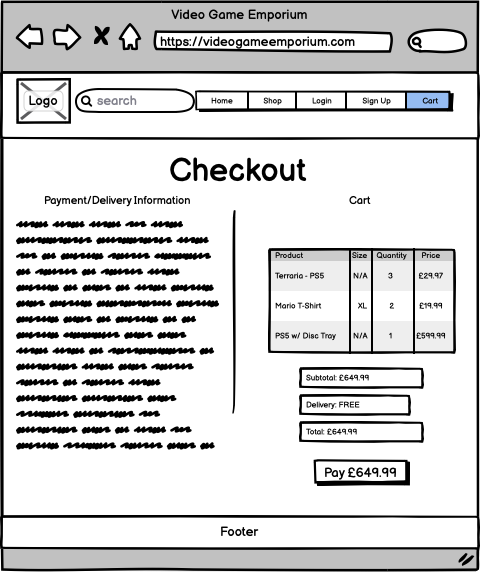 Video Game Emporium
https://videogameemporium.com
Logo
search
Home Shop Login Sign Up Cart
Checkout
Payment/Delivery Information
Cart
Product Size Quantity Price
Terraria - PS5 N/A 3 £29.97
Mario T-Shirt XL 2 £19.99
PS5 w/ Disc Tray N/A 1 £599.99
Subtotal: £649.99
Delivery: FREE
Total: £649.99
Pay £649.99
Footer